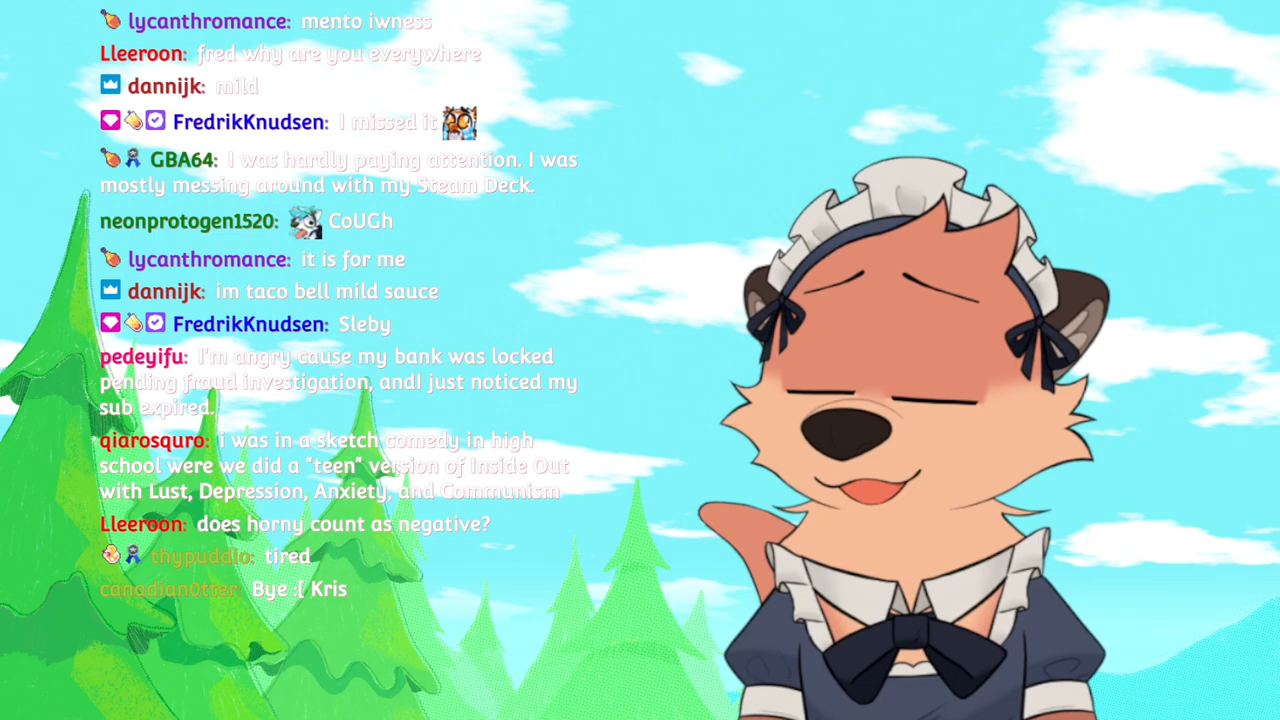 lycanthromance: mento iwness
Lleeroon: fred why are you everywhere
dannijk: mild
FredrikKnudsen: I missed it
GBA64: I was hardly paying attention. I was
mostly messing around with my Steam Deck.
neonprotogen1520: CoUGh
lycanthromance: it is for me
dannijk: im taco bell mild sauce
FredrikKnudsen: Sleby
pedeyifu: I'm angry cause my bank was locked
pending fraud investigation, andI just noticed my
sub expired.
qiarosquro: i was in a sketch comedy in high
school were we did a "teen" version of Inside Out
with Lust, Depression, Anxiety, and Communism
Lleeroon: does horny count as negative?
thypuddio: tired
canadian0tter: Bye :[ Kris